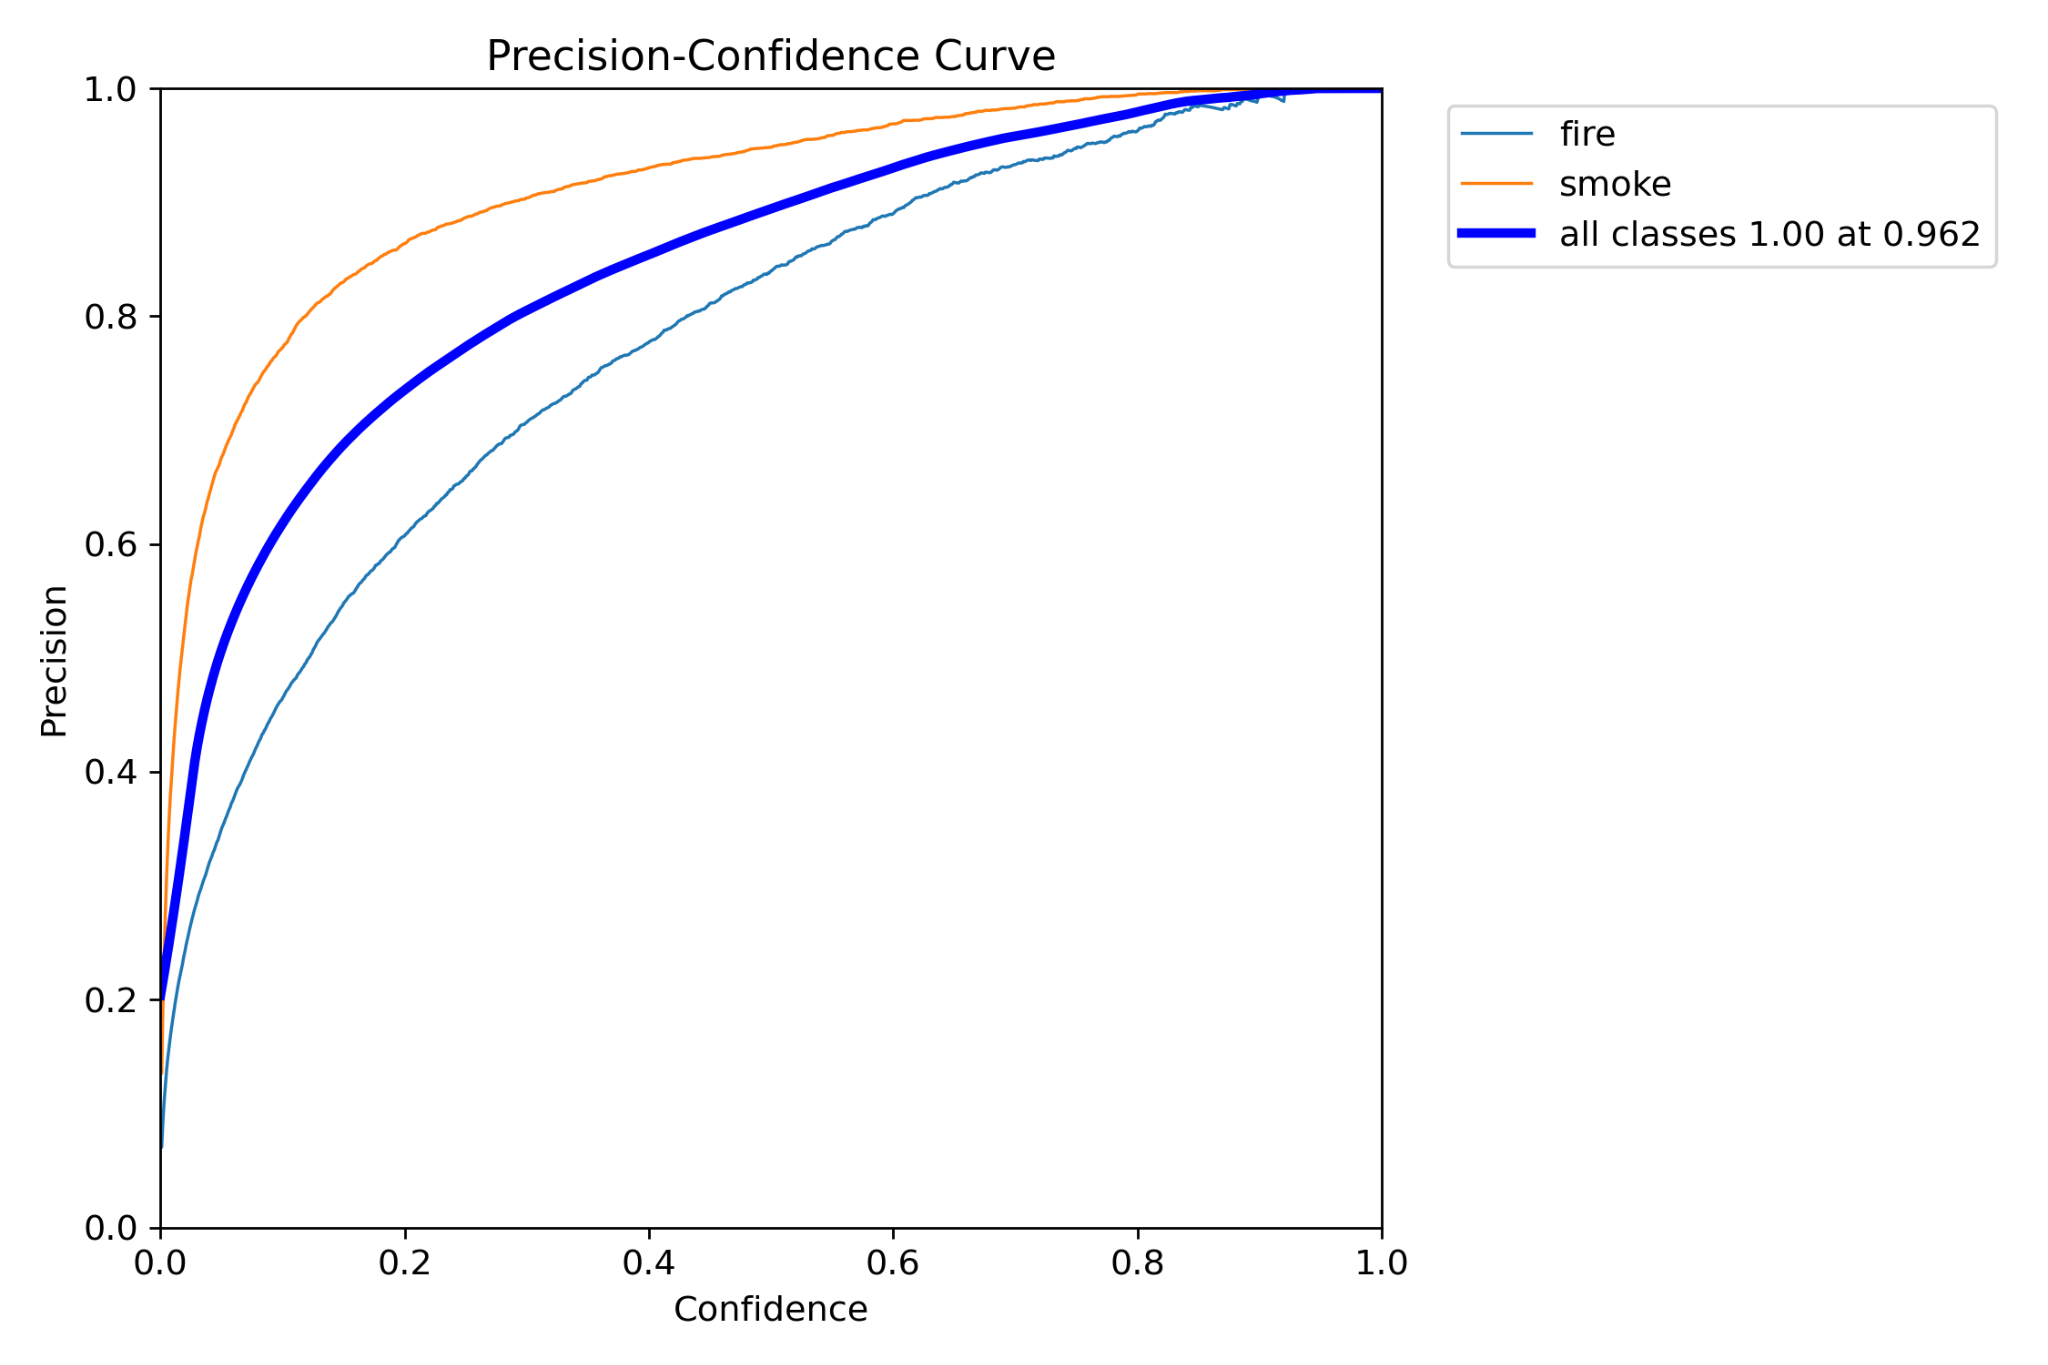 Precision-Confidence Curve
fire
smoke
all classes 1.00 at 0.962
Precision
1.0
0.8
0.6
0.4
0.2
0.0
0.0 0.2 0.4 0.6 0.8 1.0
Confidence